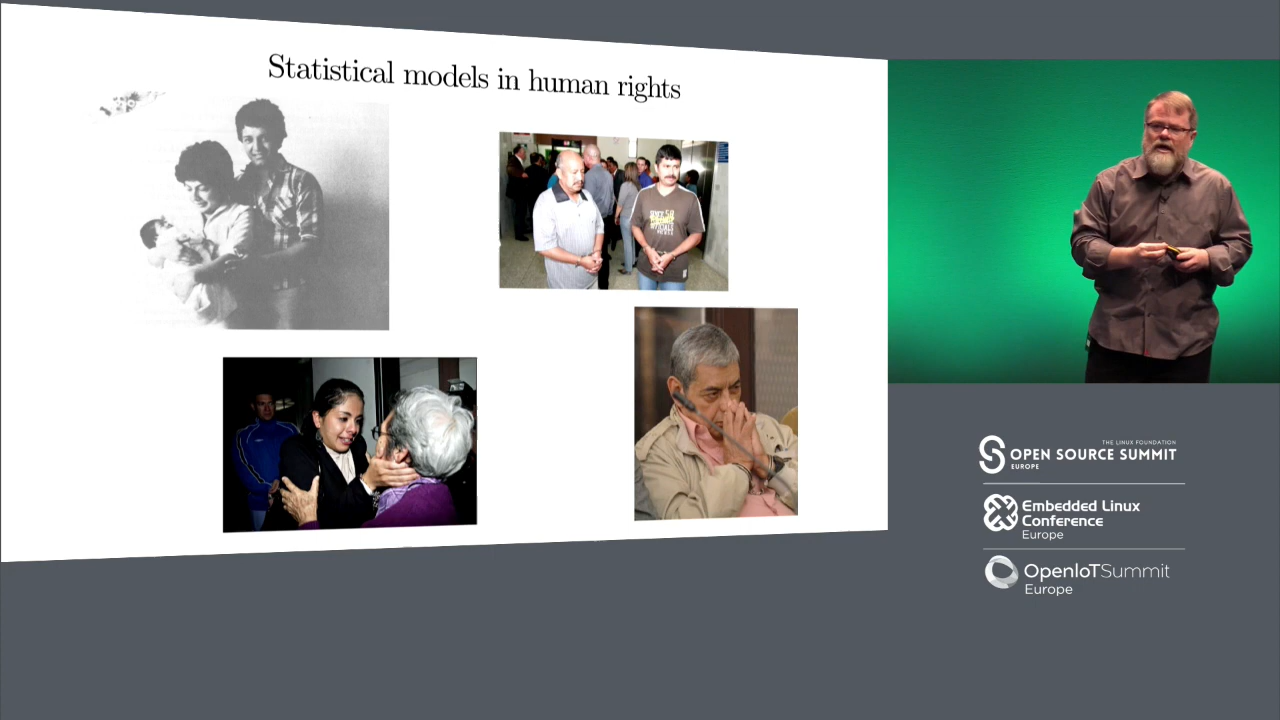 Statistical models in human rights
THE LINUX FOUNDATION
OPEN SOURCE SUMMIT
EUROPE
Embedded Linux
Conference
Europe
OpenIoTSummit
Europe